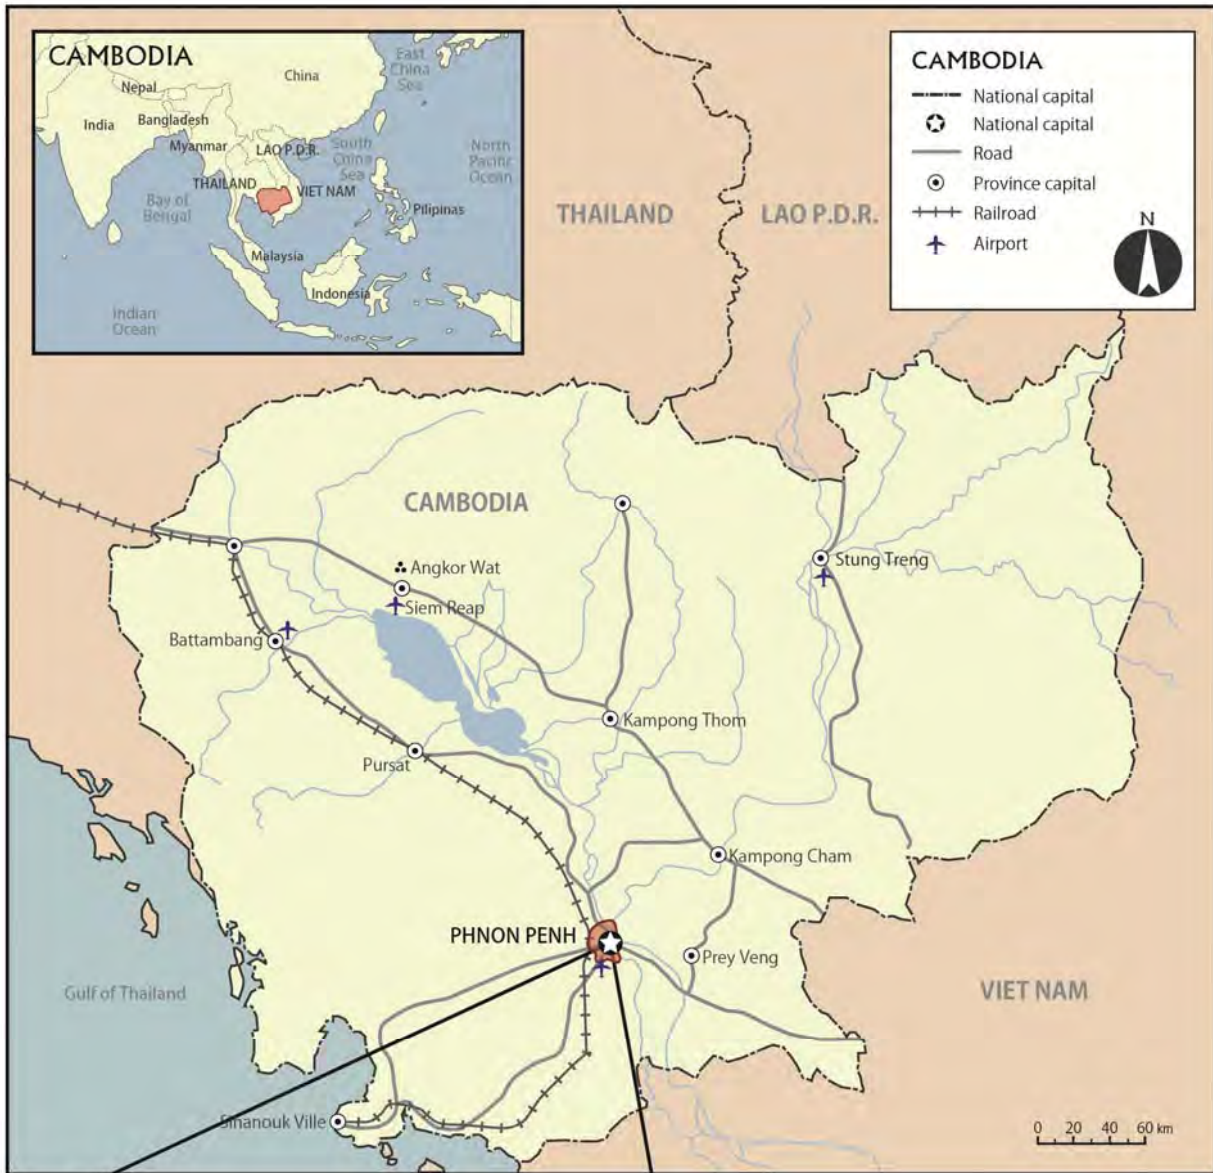 CAMBODIA
East
China
Sea
China
Nepal
India
Bangladesh
Myanmar
LAO P.D.R.
South
China
Sea
North
Pacific
Ocean
THAILAND
VIET NAM
Bay of
Bengal
Pilipinas
Malaysia
Indonesia
Indian
Ocean
CAMBODIA
National capital
National capital
Road
Province capital
Railroad
Airport
N
THAILAND
LAO P.D.R.
CAMBODIA
Angkor Wat
Siem Reap
Stung Treng
Battambang
Kampong Thom
Pursat
Kampong Cham
PHNON PENH
Prey Veng
Gulf of Thailand
VIET NAM
Sihanouk Ville
0 20 40 60 km